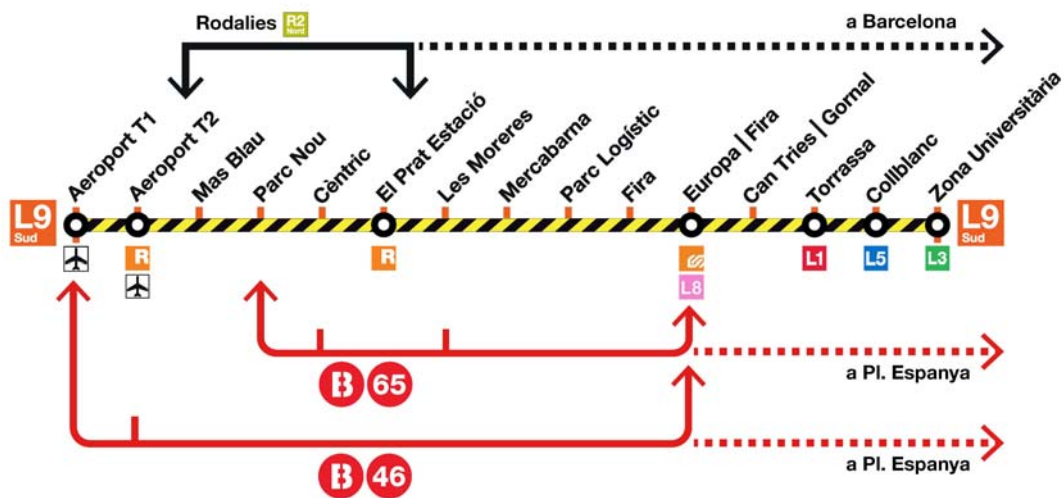 Rodalies R2 Nord
a Barcelona
Aeroport T1
Aeroport T2
Mas Blau
Parc Nou
Cèntric
El Prat Estació
Les Moreres
Mercabarna
Parc Logístic
Fira
Europa | Fira
Can Tries | Gornal
Torrassa
Collblanc
Zona Universitària
L9 Sud
L9 Sud
R
R
L1
L5
L3
L8
B 65
a Pl. Espanya
B 46
a Pl. Espanya